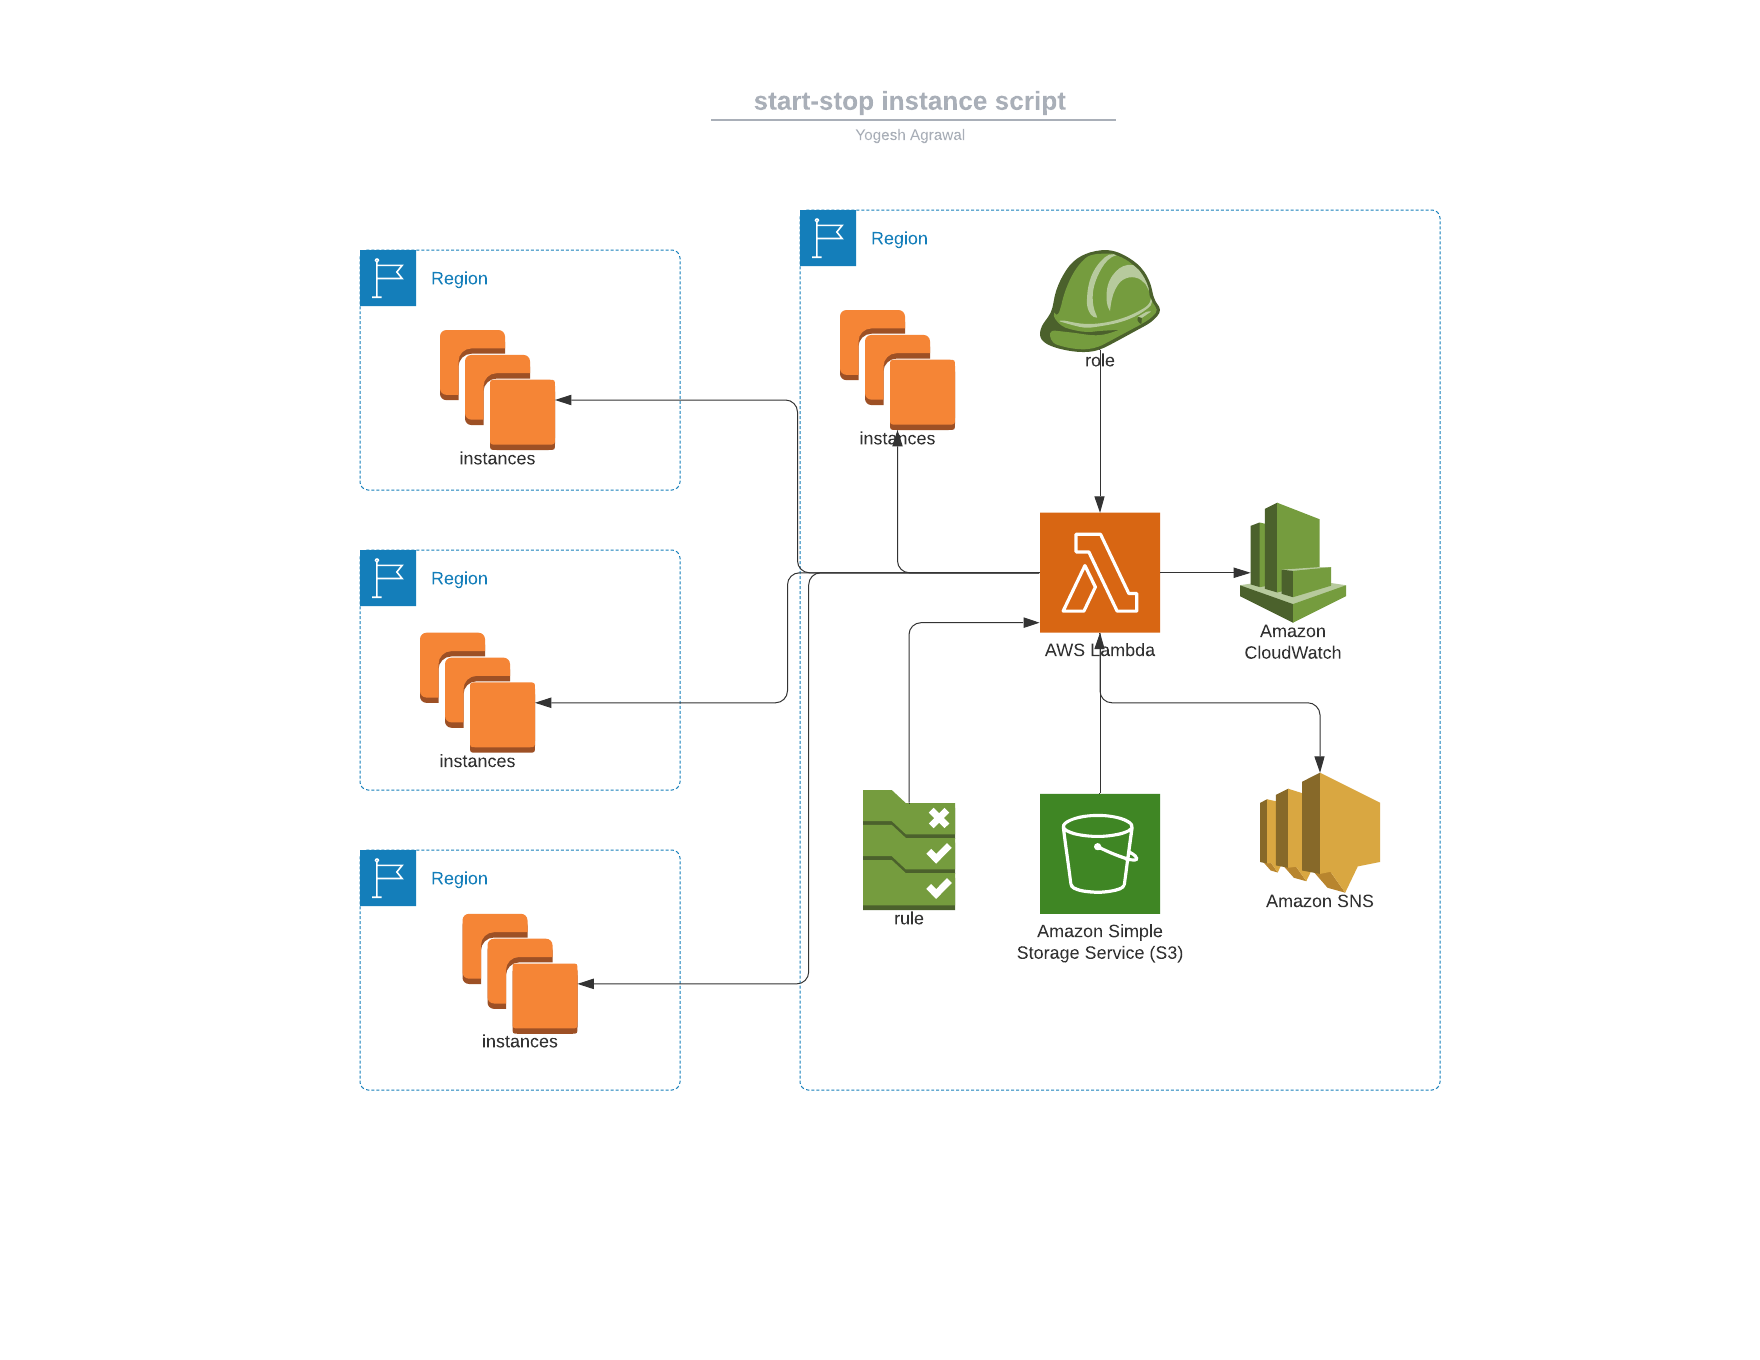 start-stop instance script
Yogesh Agrawal
Region
Region
role
instances
instances
Region
AWS Lambda
Amazon
CloudWatch
instances
Region
rule
Amazon Simple
Storage Service (S3)
Amazon SNS
instances